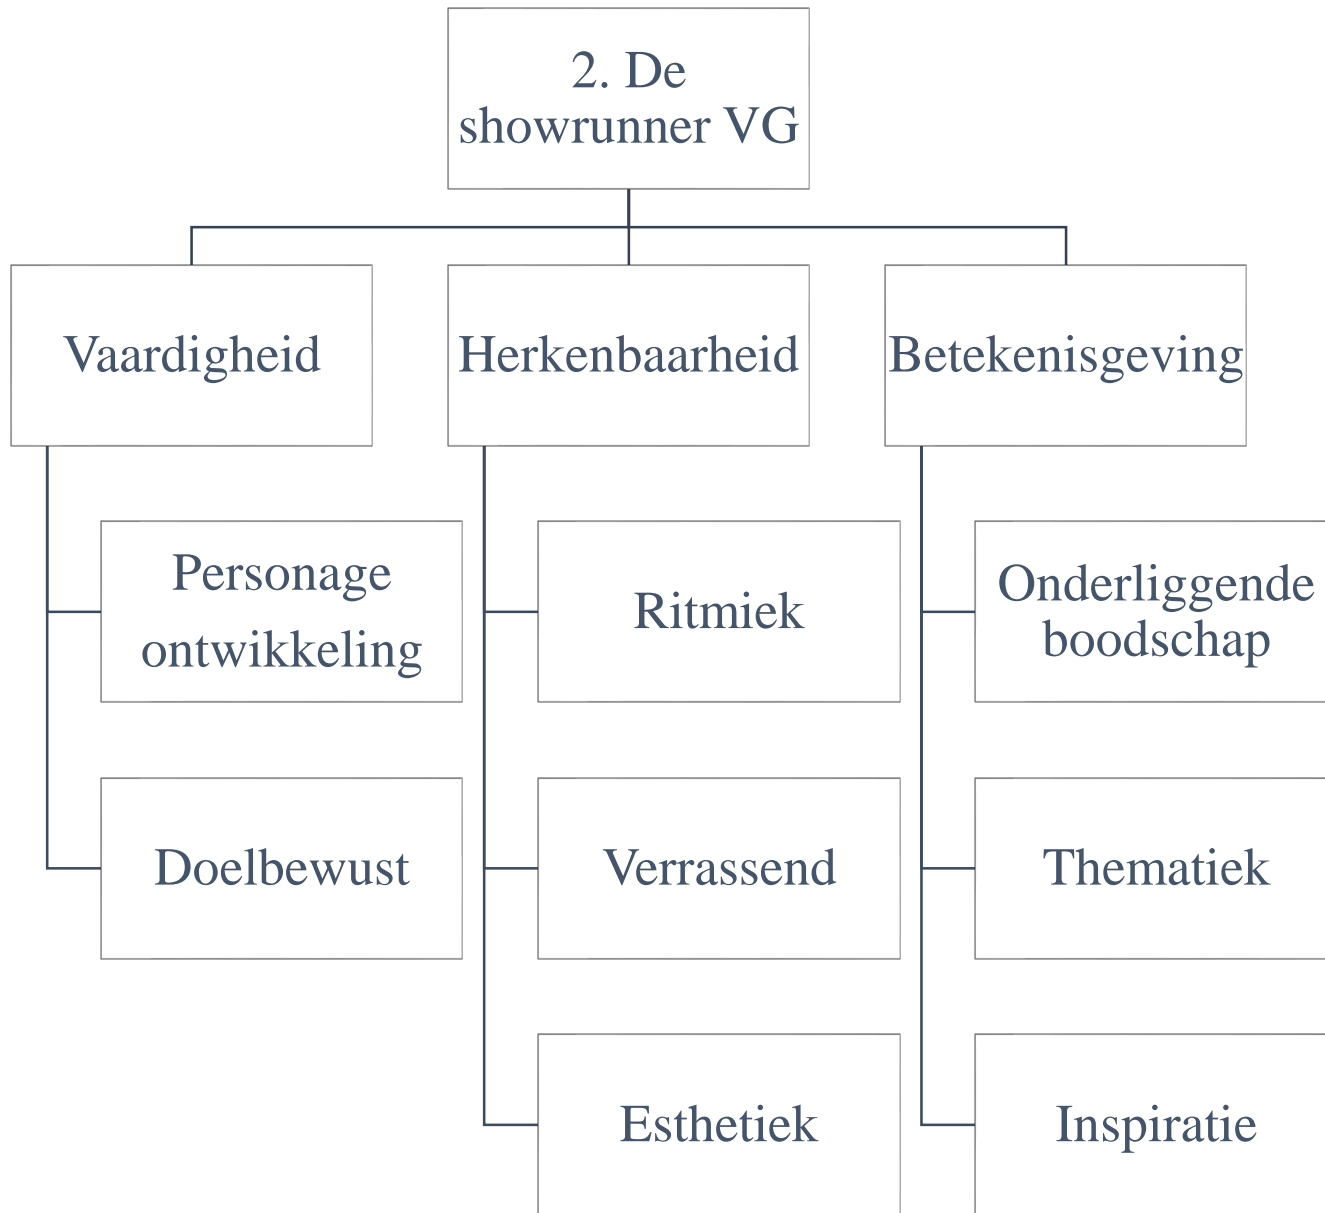 2. De
showrunner VG
Vaardigheid
Herkenbaarheid
Betekenisgeving
Personage
ontwikkeling
Ritmiek
Onderliggende
boodschap
Doelbewust
Verrassend
Thematiek
Esthetiek
Inspiratie